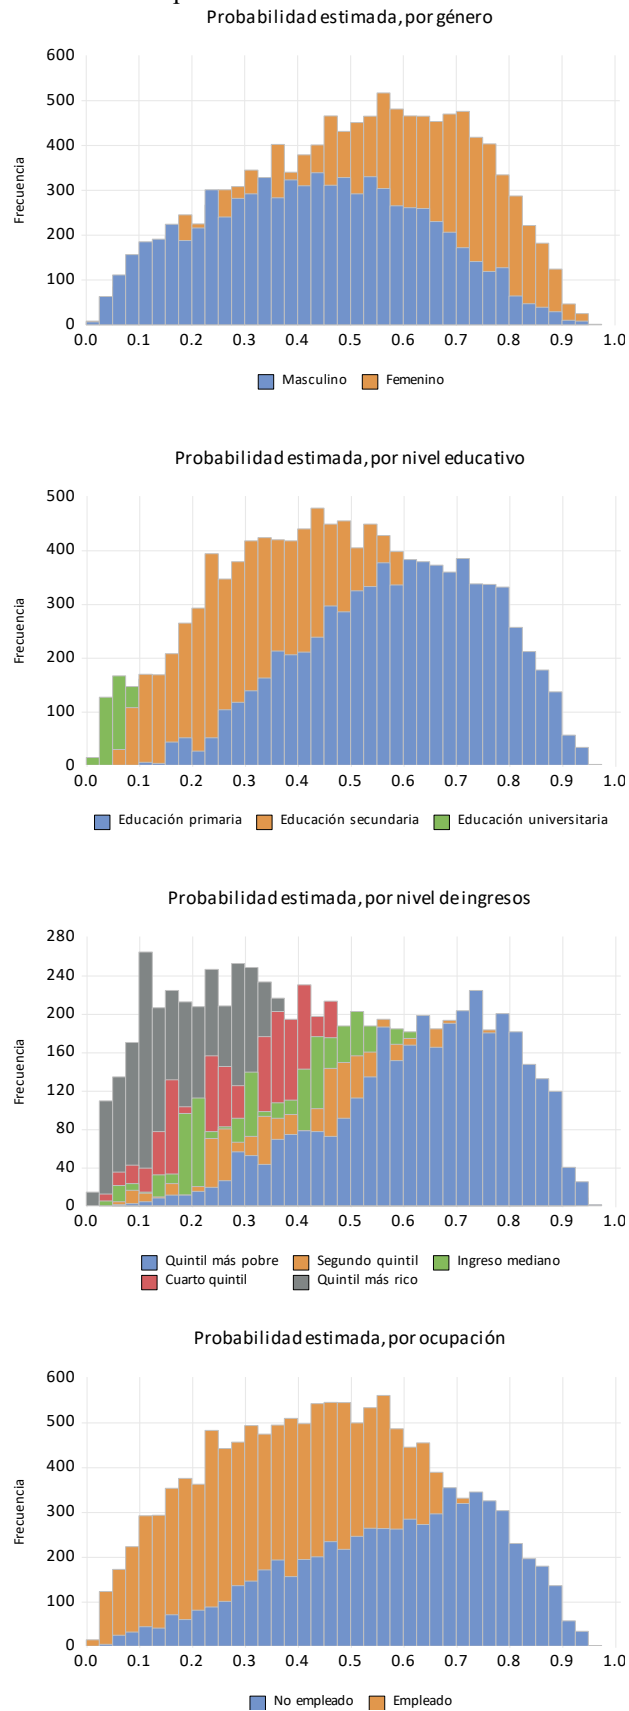 Probabilidad estimada, por género
600
500
400
300
200
100
0
Frecuencia
0.0 0.1 0.2 0.3 0.4 0.5 0.6 0.7 0.8 0.9 1.0
Masculino Femenino
Probabilidad estimada, por nivel educativo
500
400
300
200
100
0
Frecuencia
0.0 0.1 0.2 0.3 0.4 0.5 0.6 0.7 0.8 0.9 1.0
Educación primaria Educación secundaria Educación universitaria
Probabilidad estimada, por nivel de ingresos
280
240
200
160
120
80
40
0
Frecuencia
0.0 0.1 0.2 0.3 0.4 0.5 0.6 0.7 0.8 0.9 1.0
Quintil más pobre Segundo quintil Ingreso mediano
Cuarto quintil Quintil más rico
Probabilidad estimada, por ocupación
600
500
400
300
200
100
0
Frecuencia
0.0 0.1 0.2 0.3 0.4 0.5 0.6 0.7 0.8 0.9 1.0
No empleado Empleado